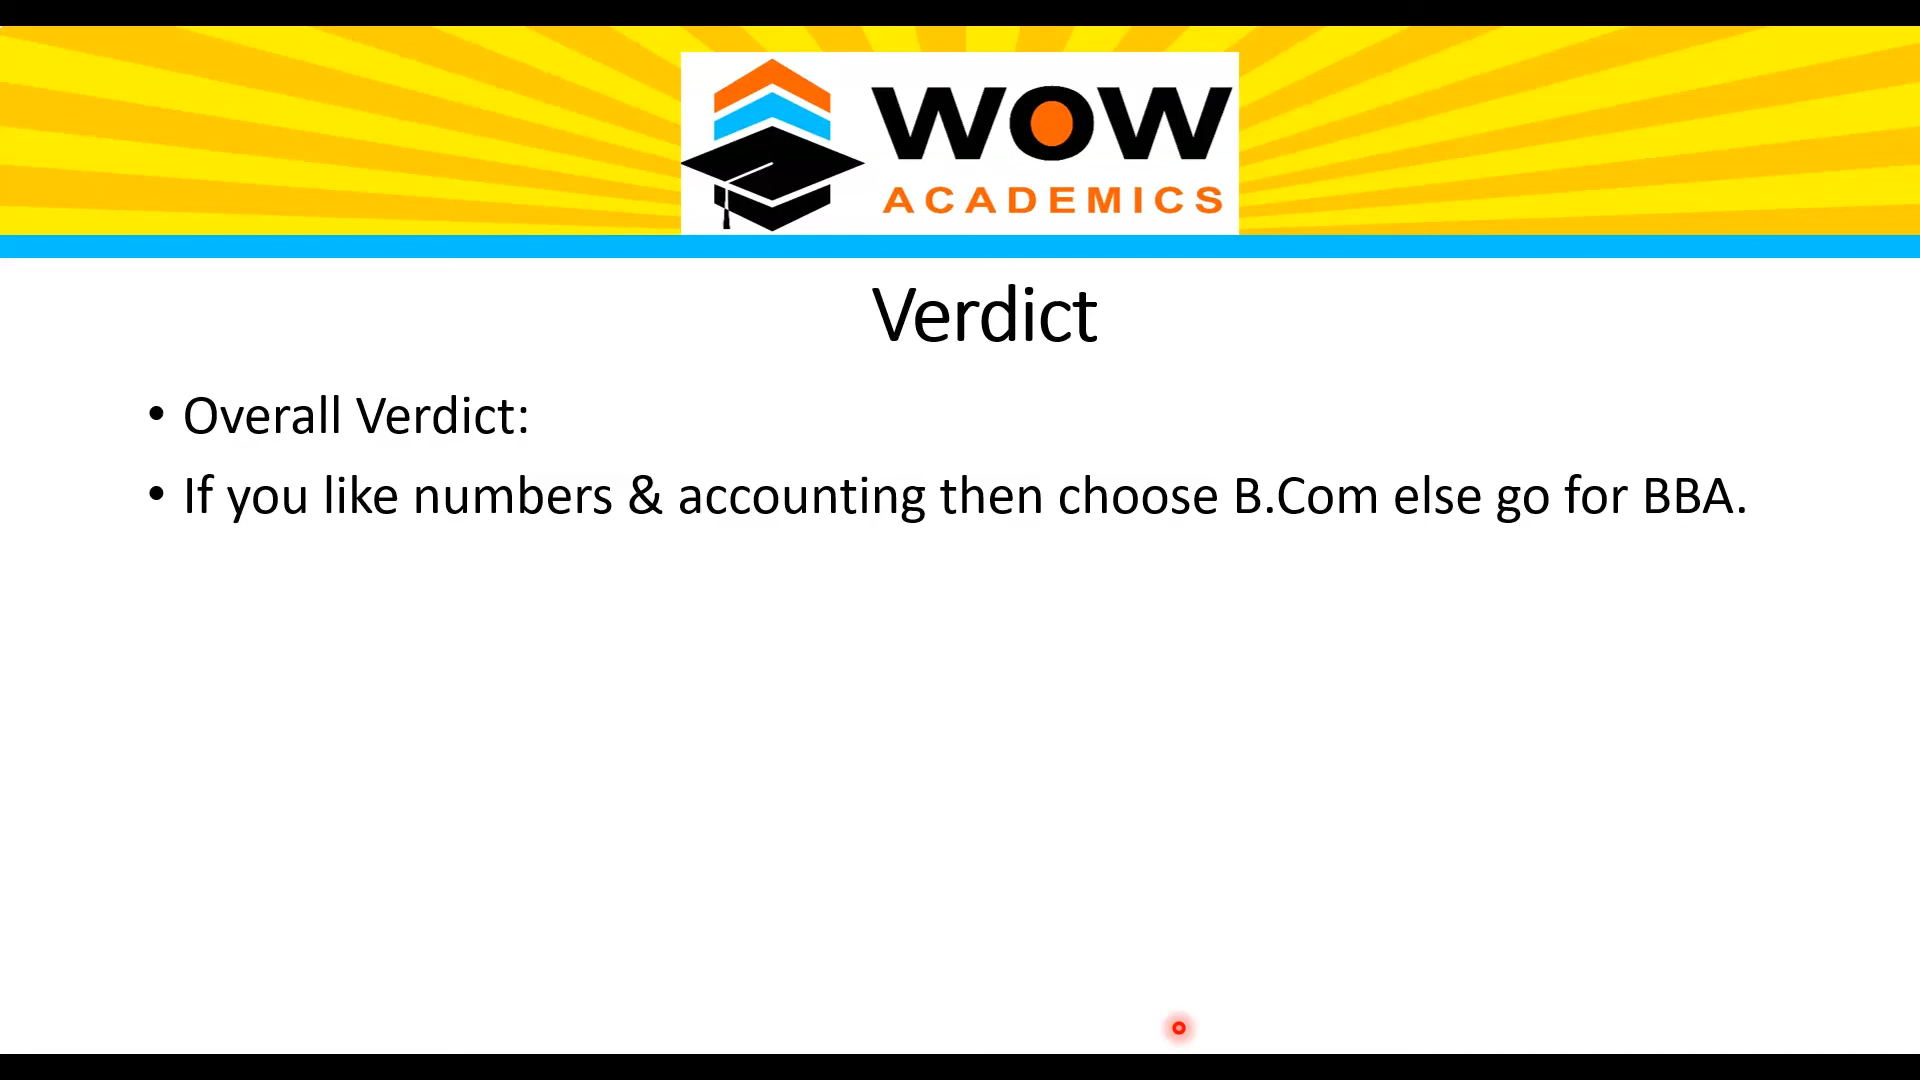 WOW
ACADEMICS
Verdict
• Overall Verdict:
• If you like numbers & accounting then choose B.Com else go for BBA.